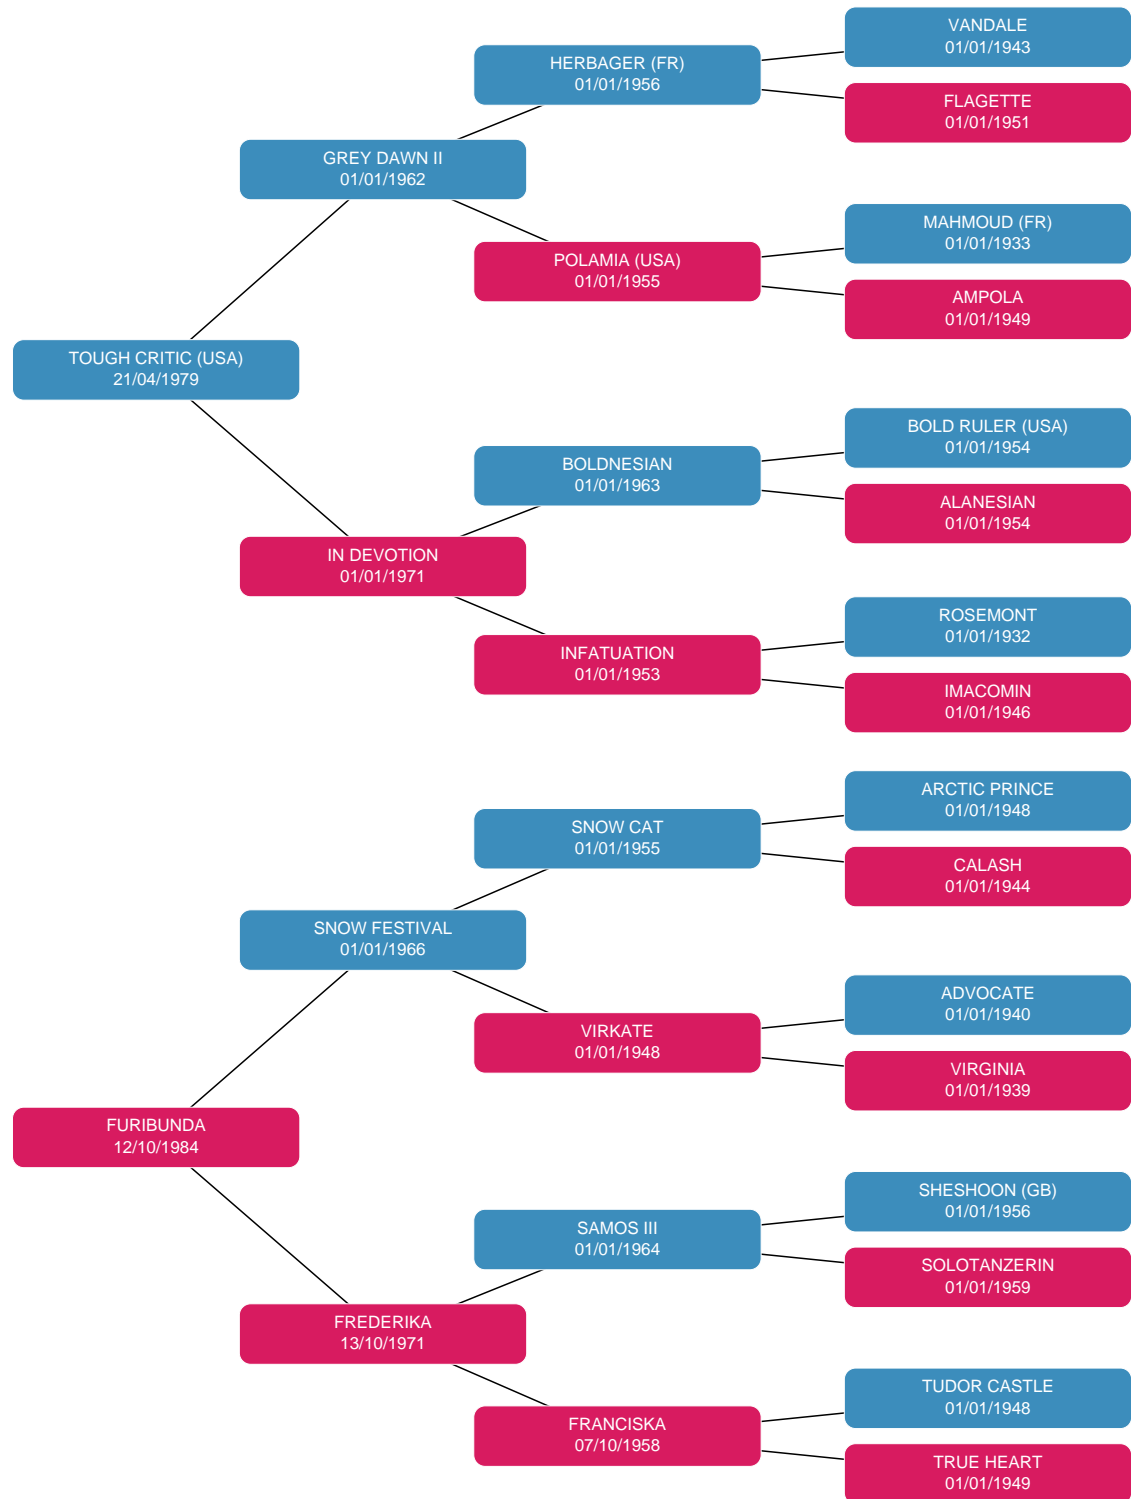 VANDALE
01/01/1943
HERBAGER (FR)
01/01/1956
FLAGETTE
01/01/1951
GREY DAWN II
01/01/1962
MAHMOUD (FR)
01/01/1933
POLAMIA (USA)
01/01/1955
AMPOLA
01/01/1949
TOUGH CRITIC (USA)
21/04/1979
BOLD RULER (USA)
01/01/1954
BOLDNESIAN
01/01/1963
ALANESIAN
01/01/1954
IN DEVOTION
01/01/1971
ROSEMONT
01/01/1932
INFATUATION
01/01/1953
IMACOMIN
01/01/1946
ARCTIC PRINCE
01/01/1948
SNOW CAT
01/01/1955
CALASH
01/01/1944
SNOW FESTIVAL
01/01/1966
ADVOCATE
01/01/1940
VIRKATE
01/01/1948
VIRGINIA
01/01/1939
FURIBUNDA
12/10/1984
SHESHOON (GB)
01/01/1956
SAMOS III
01/01/1964
SOLOTANZERIN
01/01/1959
FREDERIKA
13/10/1971
TUDOR CASTLE
01/01/1948
FRANCISKA
07/10/1958
TRUE HEART
01/01/1949